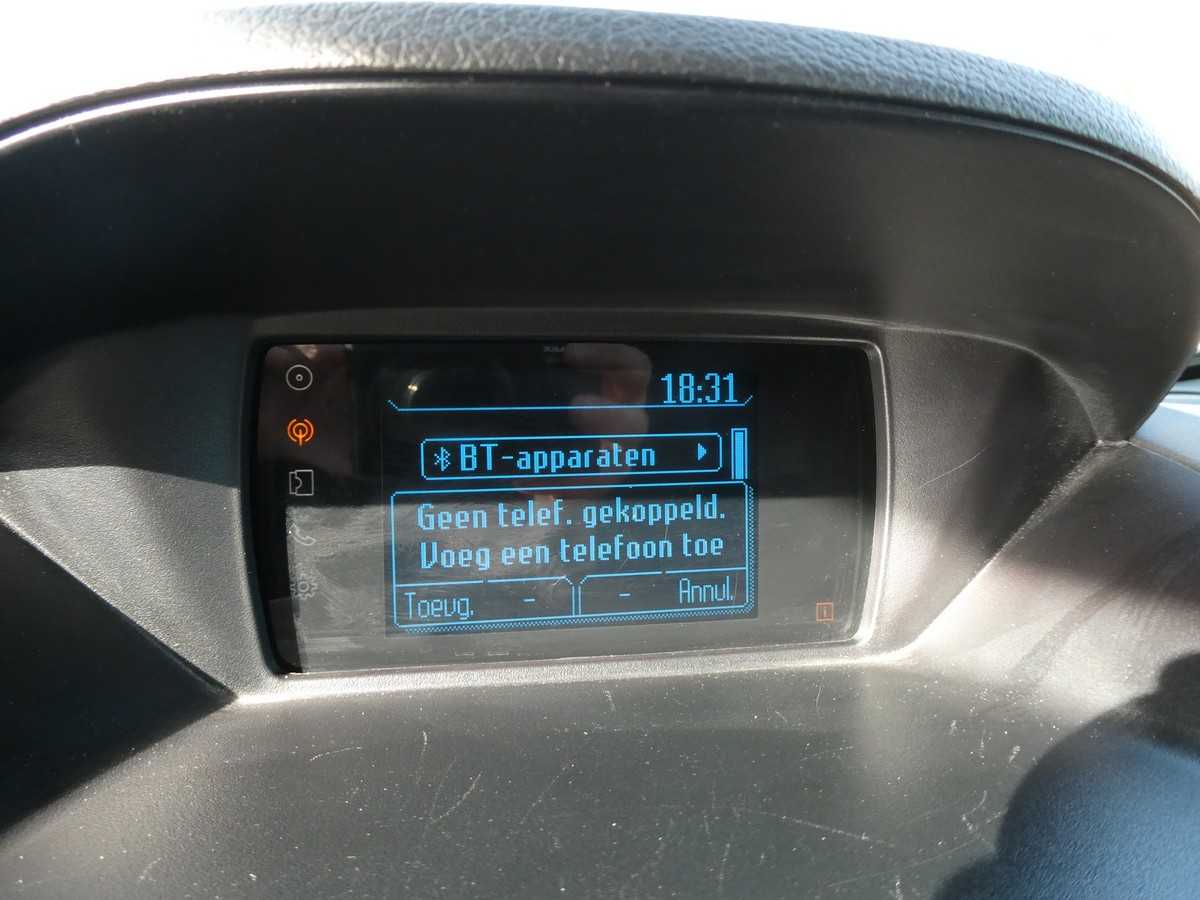 18:31
BT-apparaten
Geen telef. gekoppeld.
Voeg een telefoon toe
Toevg. - - Annul.